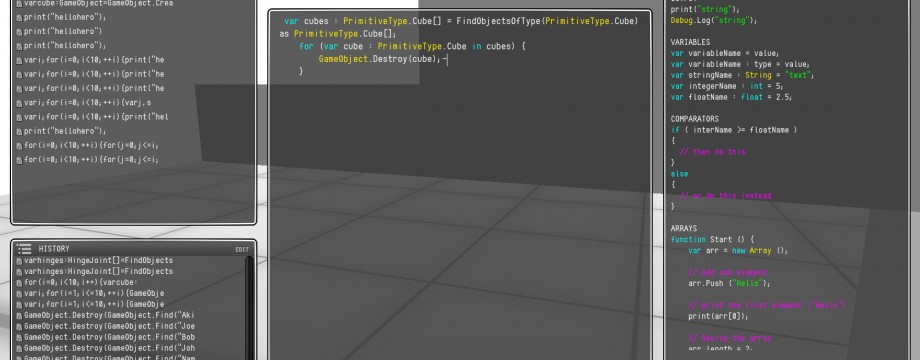 varcube:GameObject=GameObject.Crea
print("hellohero")
print("hello")
print("hellohero");
vari;for(i=0;i<10;++i){print("he
vari;for(i=0;i<10;++i){print("he
vari;for(i=0;i<10;++i){varj,s
vari;for(i=0;i<10;++i){print("hel
print("hellohero");
for(i=0;i<10;++i){for(j=0;j<=i;
for(i=0;i<10;++i){for(j=0;j<=i;
HISTORY EDIT
varhinges:HingeJoint[]=FindObjects
varhinges:HingeJoint[]=FindObjects
for(i=0;i<10;i++){varcube:
vari;for(i=1;i<=10;++i){GameObje
vari;for(i=1;i<=10;++i){GameObje
GameObject.Destroy(GameObject.Find("Aki
GameObject.Destroy(GameObject.Find("Joe
GameObject.Destroy(GameObject.Find("Bob
GameObject.Destroy(GameObject.Find("Joh
GameObject.Destroy(GameObject.Find("Nam
var cubes : PrimitiveType.Cube[] = FindObjectsOfType(PrimitiveType.Cube)
as PrimitiveType.Cube[];
for (var cube : PrimitiveType.Cube in cubes) {
GameObject.Destroy(cube);
}
print("string");
Debug.Log("string");
VARIABLES
var variableName = value;
var variableName : type = value;
var stringName : String = "text";
var integerName : int = 5;
var floatName : float = 2.5;
COMPARATORS
if ( interName >= floatName )
{
// then do this
}
else
{
// or do this instead
}
ARRAYS
function Start () {
var arr = new Array ();
// Add one element
arr.Push ("Hello");
// print the first element ("Hello")
print(arr[0]);
// Resize the array
arr.length = 2;